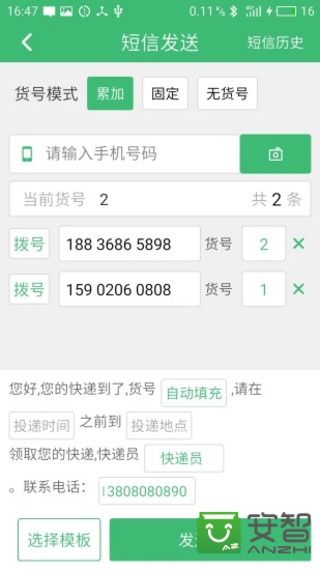 16:47 0.11 K/s 4G 16
短信发送 短信历史
货号模式 累加 固定 无货号
请输入手机号码
当前货号 2 共 2 条
拨号 188 3686 5898 货号 2 ×
拨号 159 0206 0808 货号 1 ×
您好,您的快递到了,货号 自动填充 ,请在
投递时间 之前到 投递地点
领取您的快递,快递员 快递员
。联系电话: 13808080890
选择模板 发
安智
ANZHI
AZ